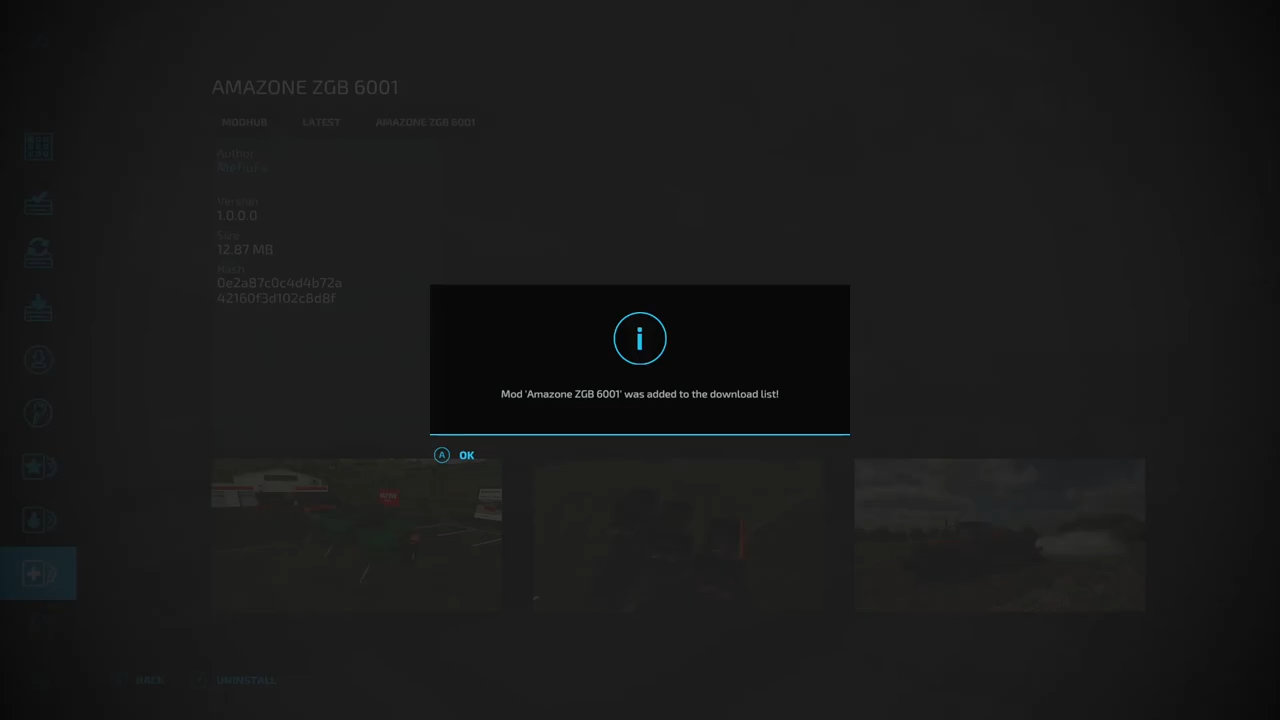 AMAZONE ZGB 6001
MODHUB LATEST AMAZONE ZGB 6001
Author
Version
1.0.0.0
Size
12.87 MB
Hash
0e2a87c0c4d4b72a
42160f3d102c8d8f
Mod 'Amazone ZGB 6001' was added to the download list!
A OK
BACK UNINSTALL